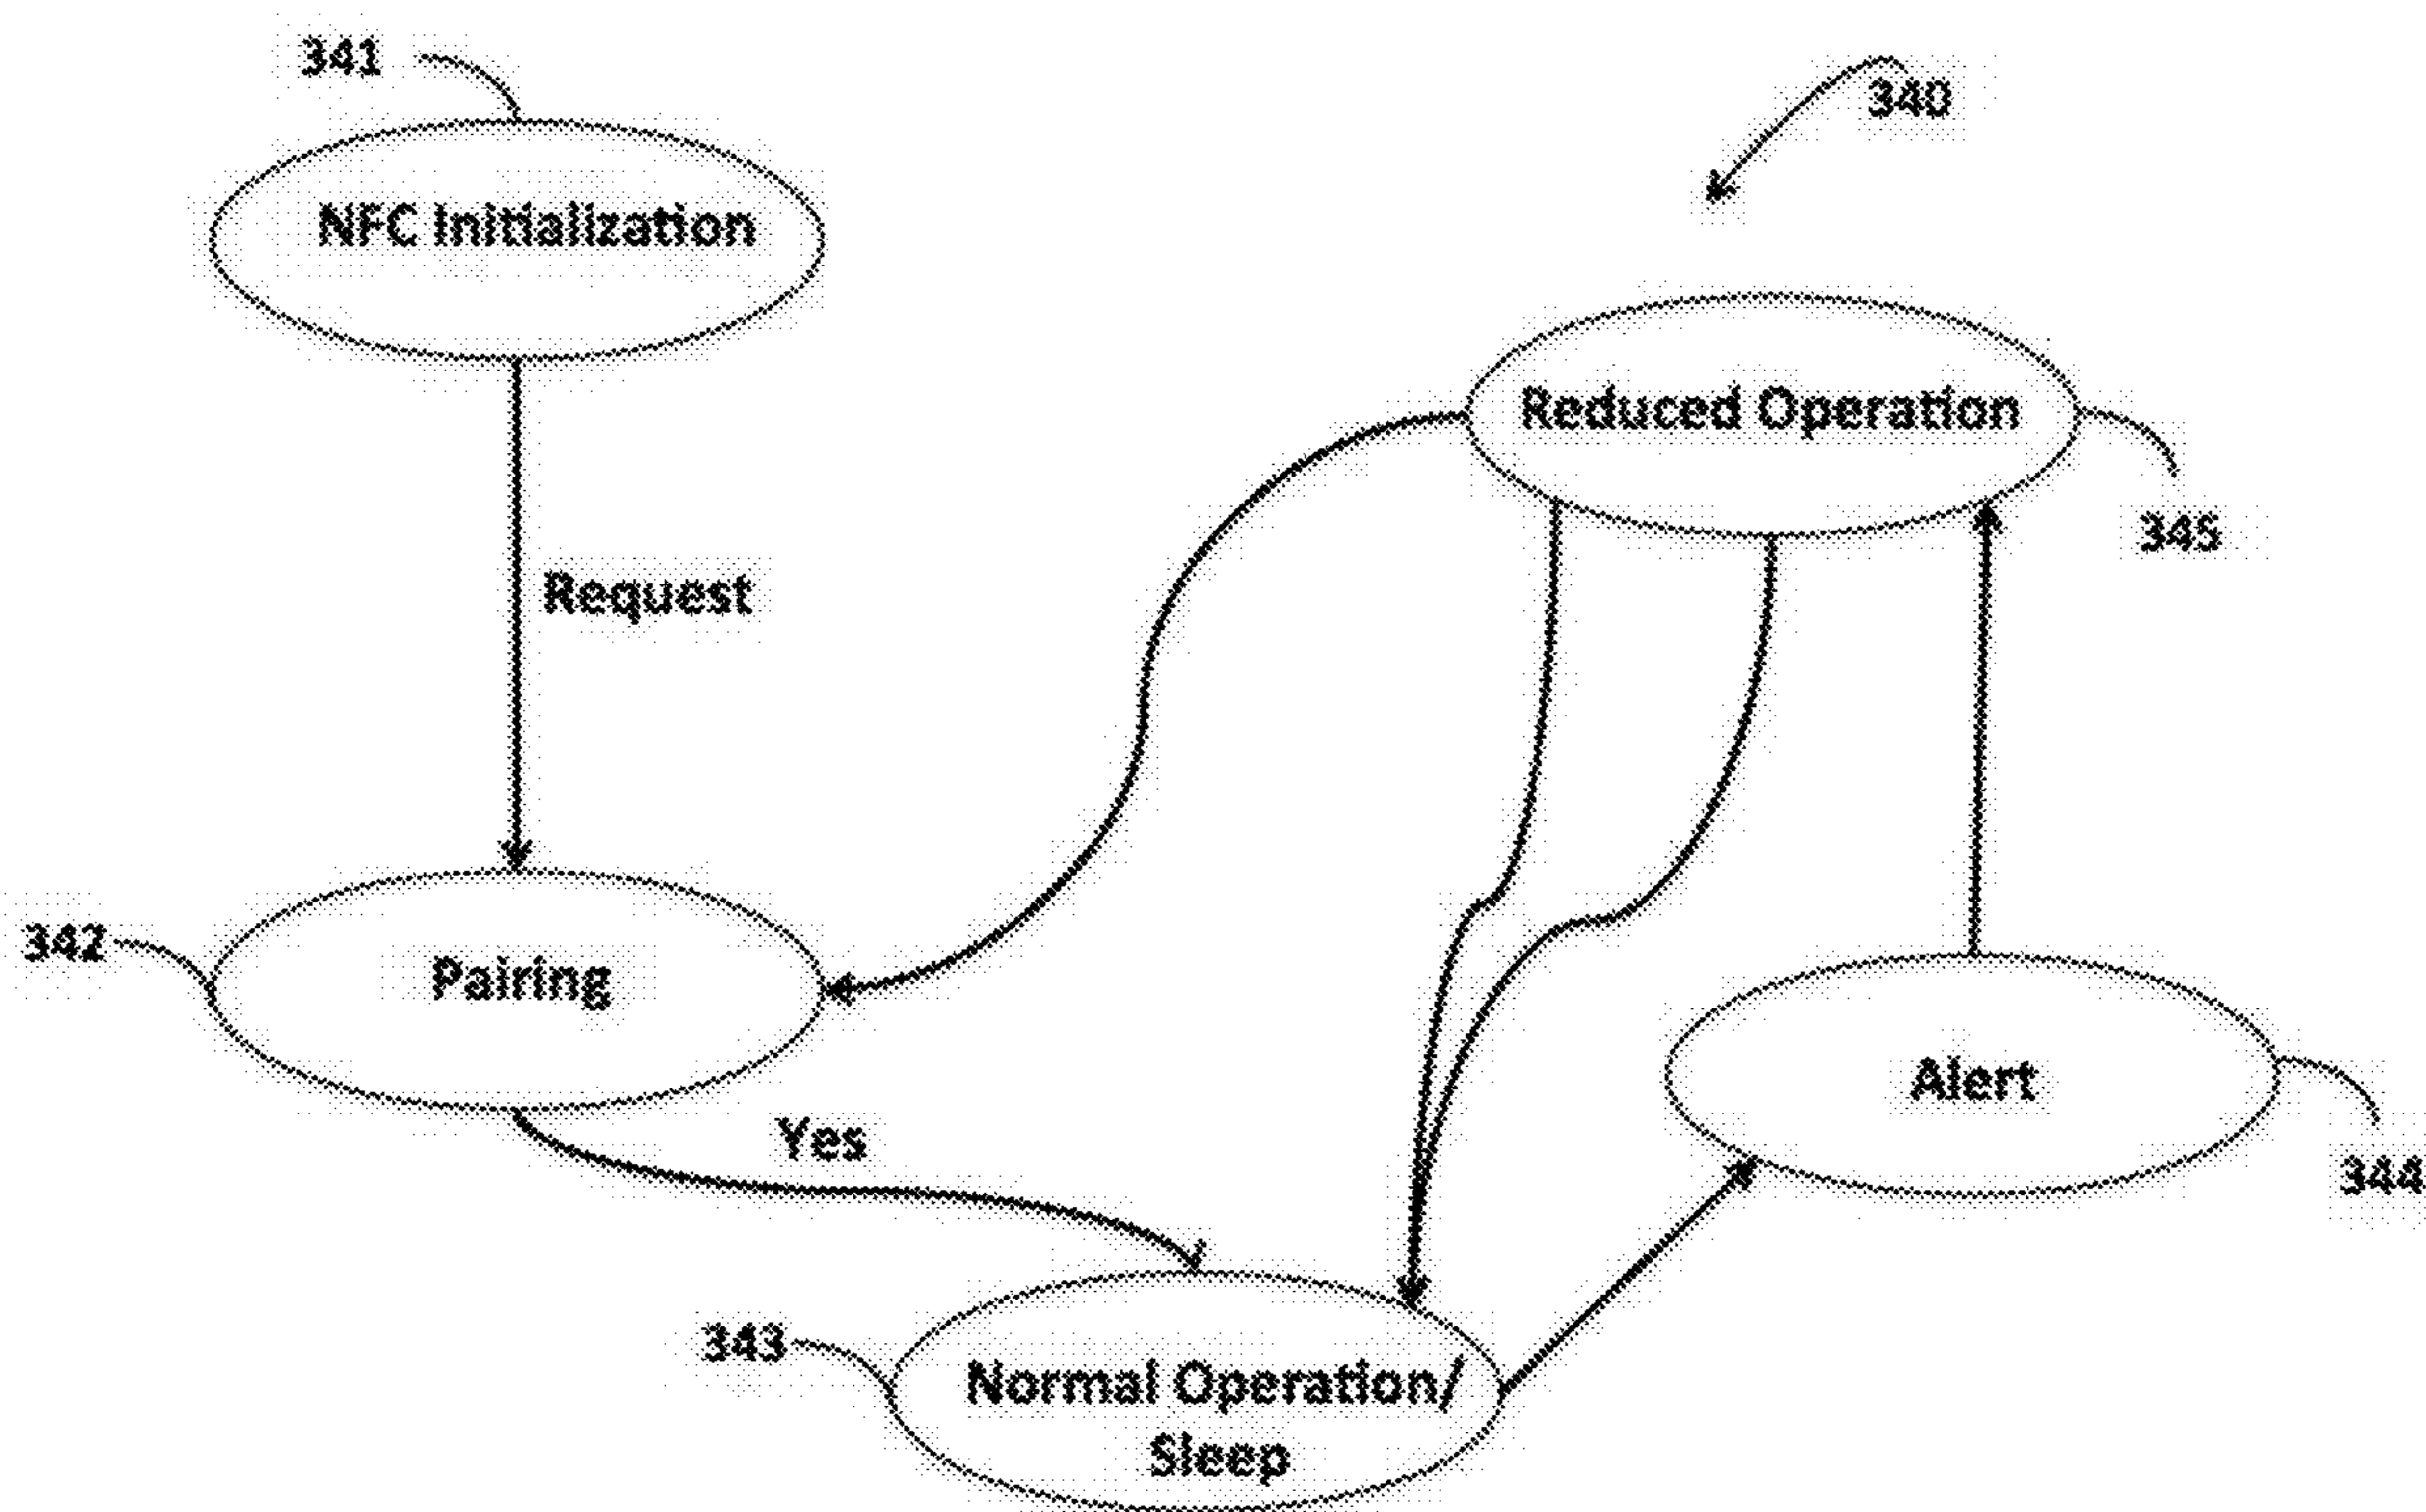 341
340
NFC Initialization
Reduced Operation
345
Request
342
Pairing
Alert
Yes
344
343
Normal Operation/
Sleep